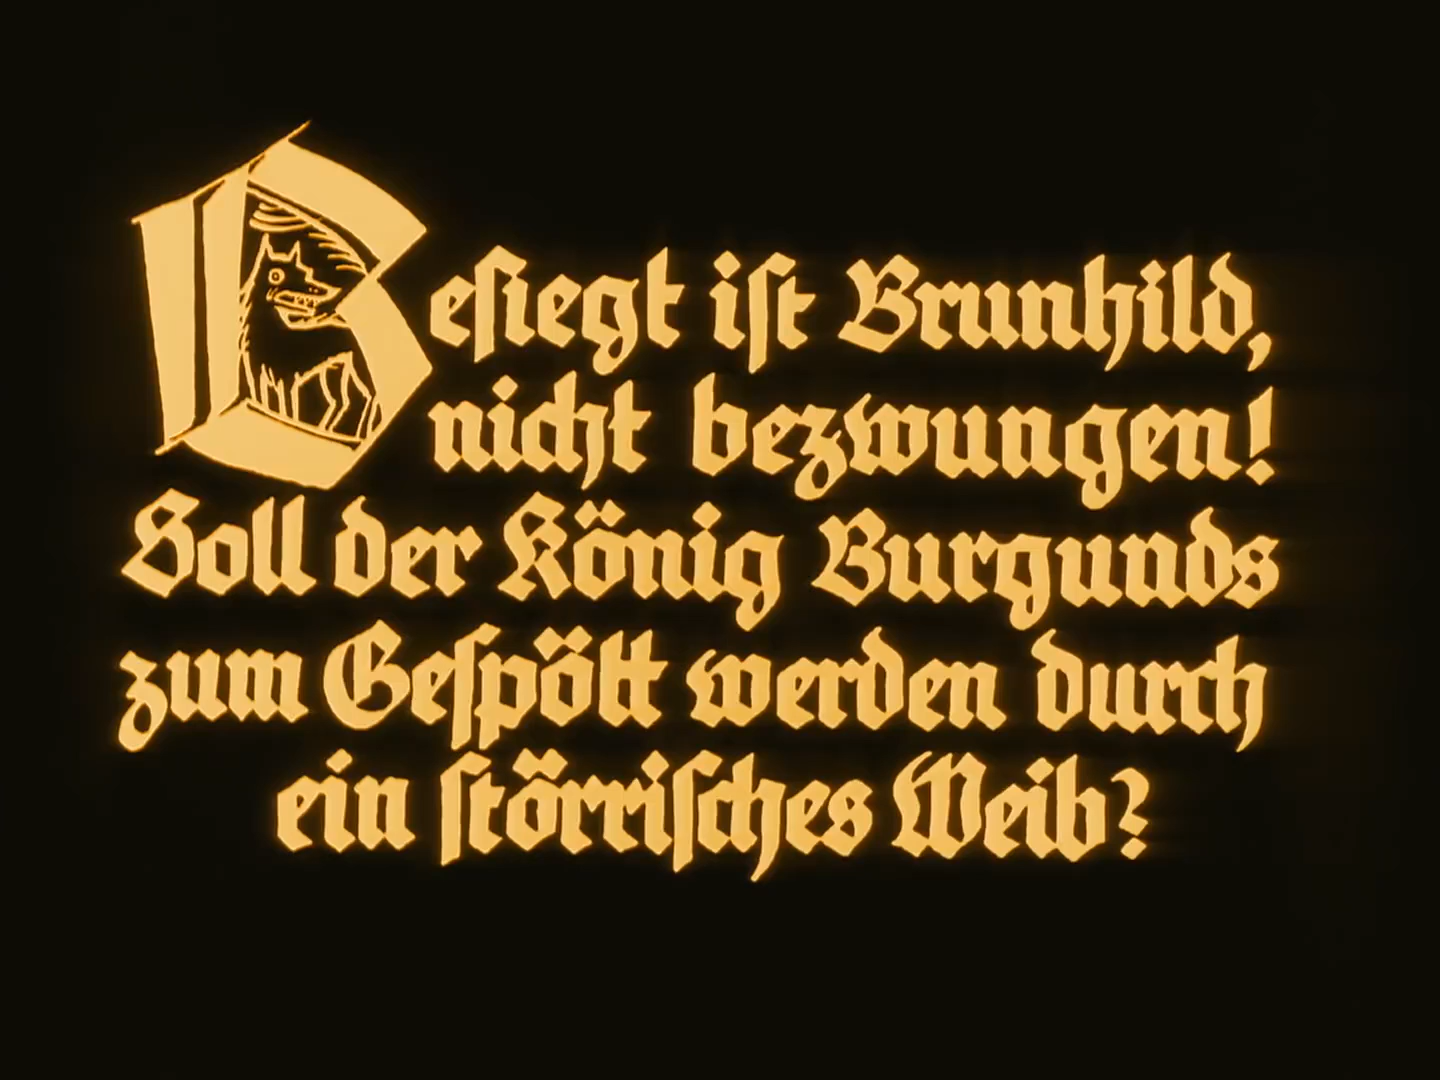 Besiegt ist Brunhild,
nicht bezwungen!
Soll der König Burgunds
zum Gespött werden durch
ein störrisches Weib?